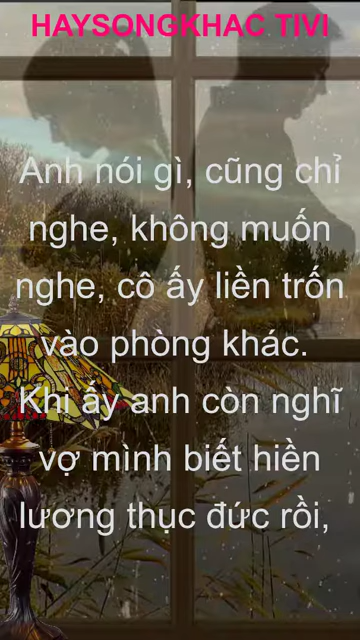 HAYSONGKHAC TIVI
Anh nói gì, cũng chỉ
nghe, không muốn
nghe, cô ấy liền trốn
vào phòng khác.
Khi ấy anh còn nghĩ
vợ mình biết hiền
lương thục đức rồi,